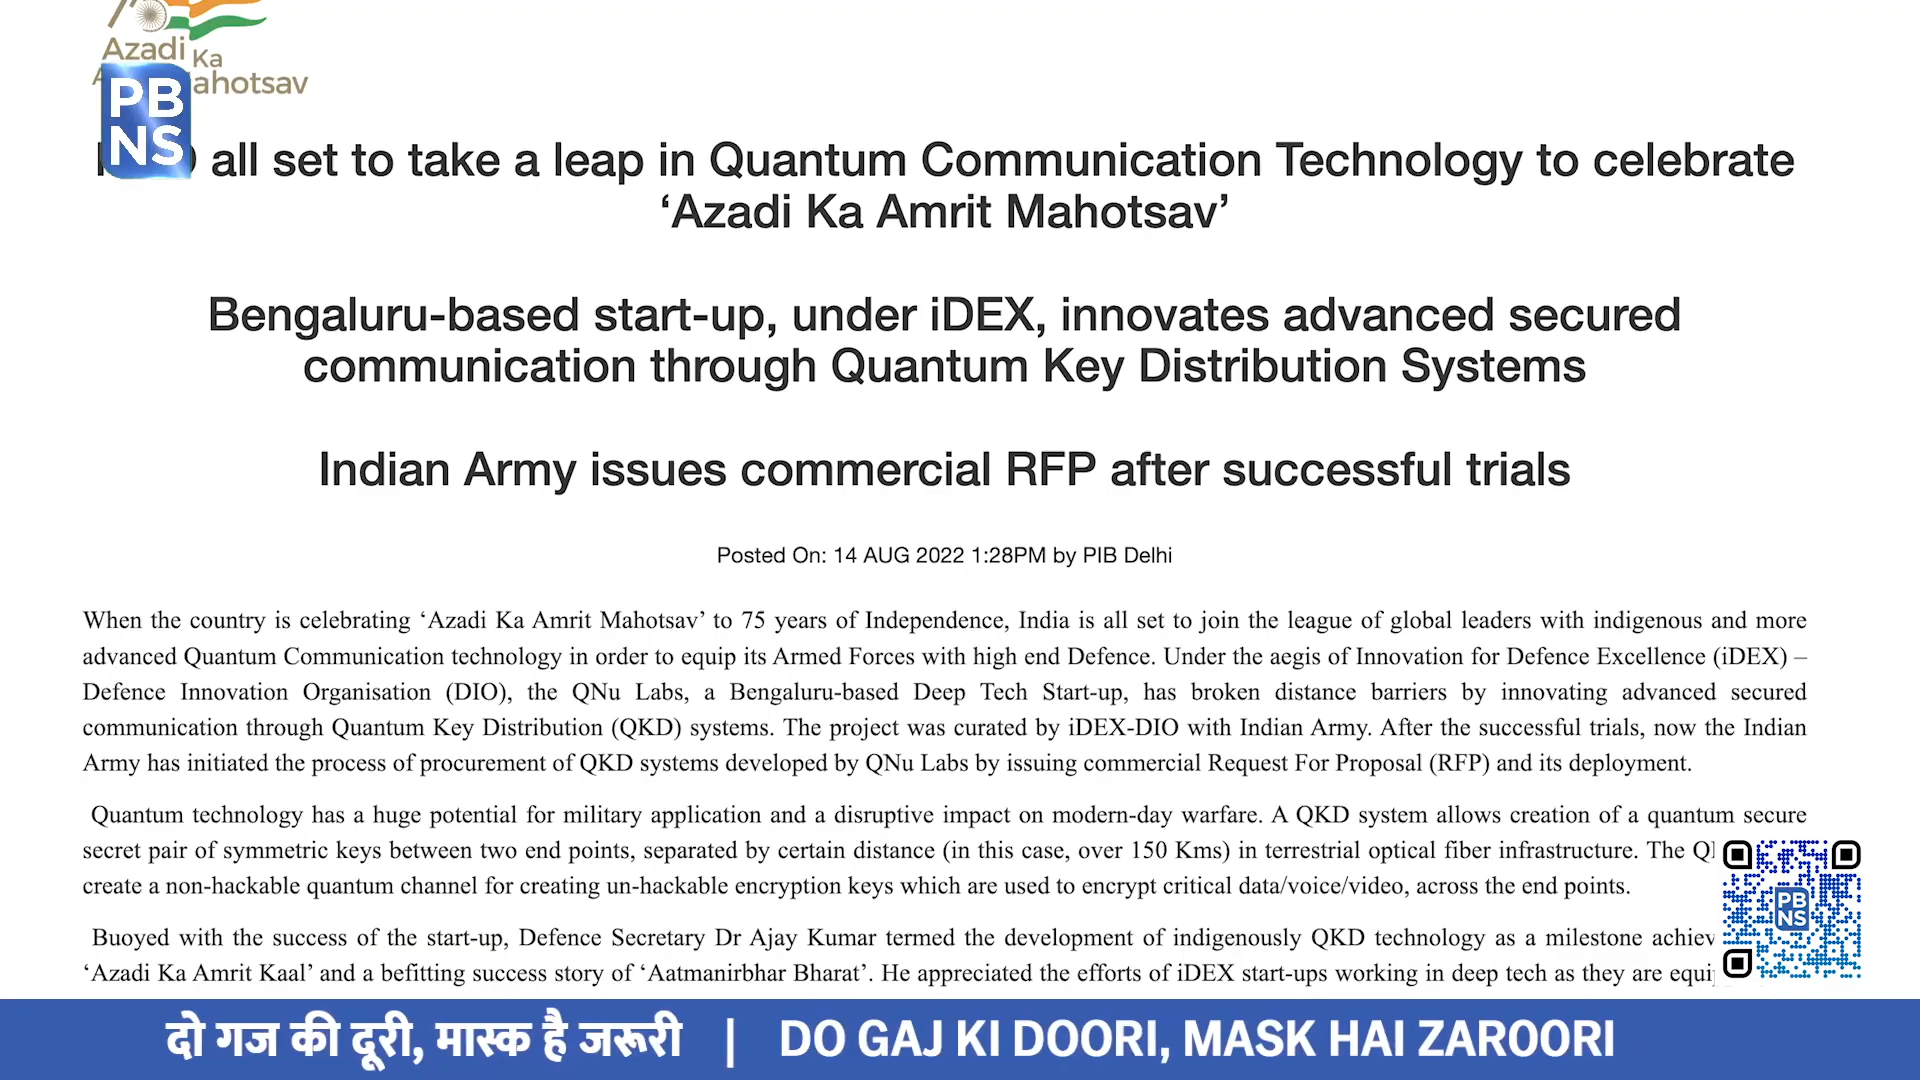 Azadi Ka
ahotsav
PB
NS
all set to take a leap in Quantum Communication Technology to celebrate
‘Azadi Ka Amrit Mahotsav’
Bengaluru-based start-up, under iDEX, innovates advanced secured
communication through Quantum Key Distribution Systems
Indian Army issues commercial RFP after successful trials
Posted On: 14 AUG 2022 1:28PM by PIB Delhi
When the country is celebrating ‘Azadi Ka Amrit Mahotsav’ to 75 years of Independence, India is all set to join the league of global leaders with indigenous and more
advanced Quantum Communication technology in order to equip its Armed Forces with high end Defence. Under the aegis of Innovation for Defence Excellence (iDEX) –
Defence Innovation Organisation (DIO), the QNu Labs, a Bengaluru-based Deep Tech Start-up, has broken distance barriers by innovating advanced secured
communication through Quantum Key Distribution (QKD) systems. The project was curated by iDEX-DIO with Indian Army. After the successful trials, now the Indian
Army has initiated the process of procurement of QKD systems developed by QNu Labs by issuing commercial Request For Proposal (RFP) and its deployment.
Quantum technology has a huge potential for military application and a disruptive impact on modern-day warfare. A QKD system allows creation of a quantum secure
secret pair of symmetric keys between two end points, separated by certain distance (in this case, over 150 Kms) in terrestrial optical fiber infrastructure. The
create a non-hackable quantum channel for creating un-hackable encryption keys which are used to encrypt critical data/voice/video, across the end points.
Buoyed with the success of the start-up, Defence Secretary Dr Ajay Kumar termed the development of indigenously QKD technology as a milestone achiev
‘Azadi Ka Amrit Kaal’ and a befitting success story of ‘Aatmanirbhar Bharat’. He appreciated the efforts of iDEX start-ups working in deep tech as they are equi
PB
NS
दो गज की दूरी, मास्क है जरूरी | DO GAJ KI DOORI, MASK HAI ZAROORI